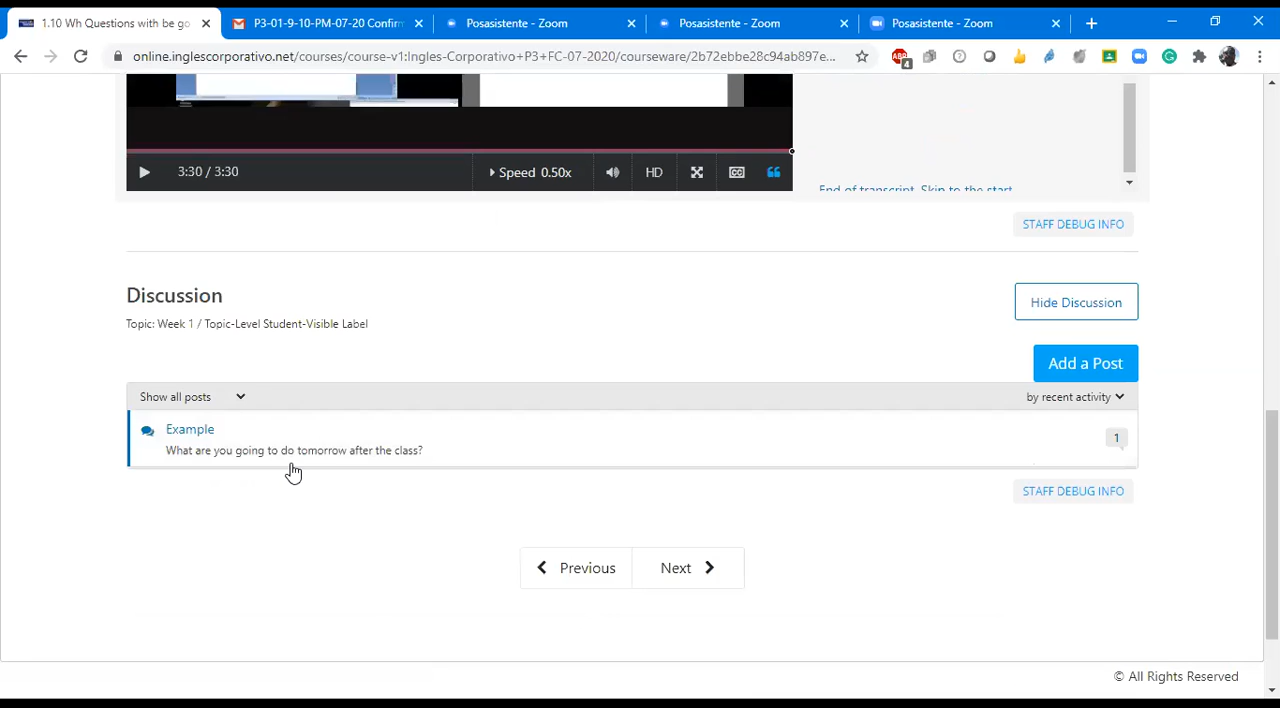 1.10 Wh Questions with be go
P3-01-9-10-PM-07-20 Confirm
Posasistente - Zoom
Posasistente - Zoom
Posasistente - Zoom
online.inglescorporativo.net/courses/course-v1:Ingles-Corporativo+P3+FC-07-2020/courseware/2b72ebbe28c94ab897e...
4
3:30 / 3:30
Speed 0.50x
HD
CC
End of transcript. Skip to the start.
STAFF DEBUG INFO
Discussion
Hide Discussion
Topic: Week 1 / Topic-Level Student-Visible Label
Add a Post
Show all posts
by recent activity
Example
What are you going to do tomorrow after the class?
1
STAFF DEBUG INFO
Previous
Next
© All Rights Reserved